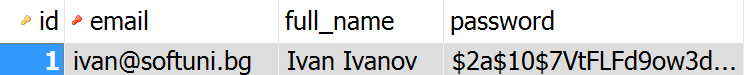 id email full_name password
1 ivan@softuni.bg Ivan Ivanov $2a$10$7VtFLFd9ow3d...